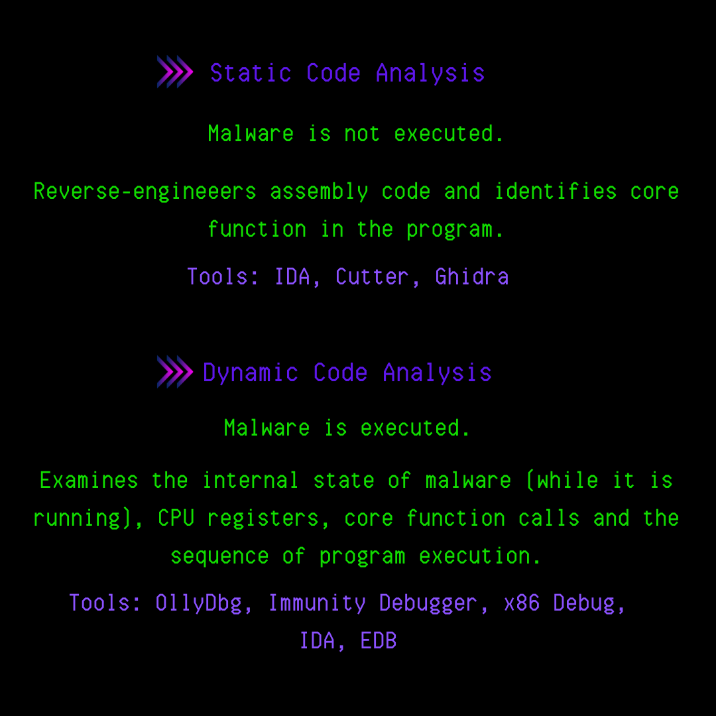 Static Code Analysis
Malware is not executed.
Reverse-engineeers assembly code and identifies core
function in the program.
Tools: IDA, Cutter, Ghidra
Dynamic Code Analysis
Malware is executed.
Examines the internal state of malware (while it is
running), CPU registers, core function calls and the
sequence of program execution.
Tools: OllyDbg, Immunity Debugger, x86 Debug,
IDA, EDB